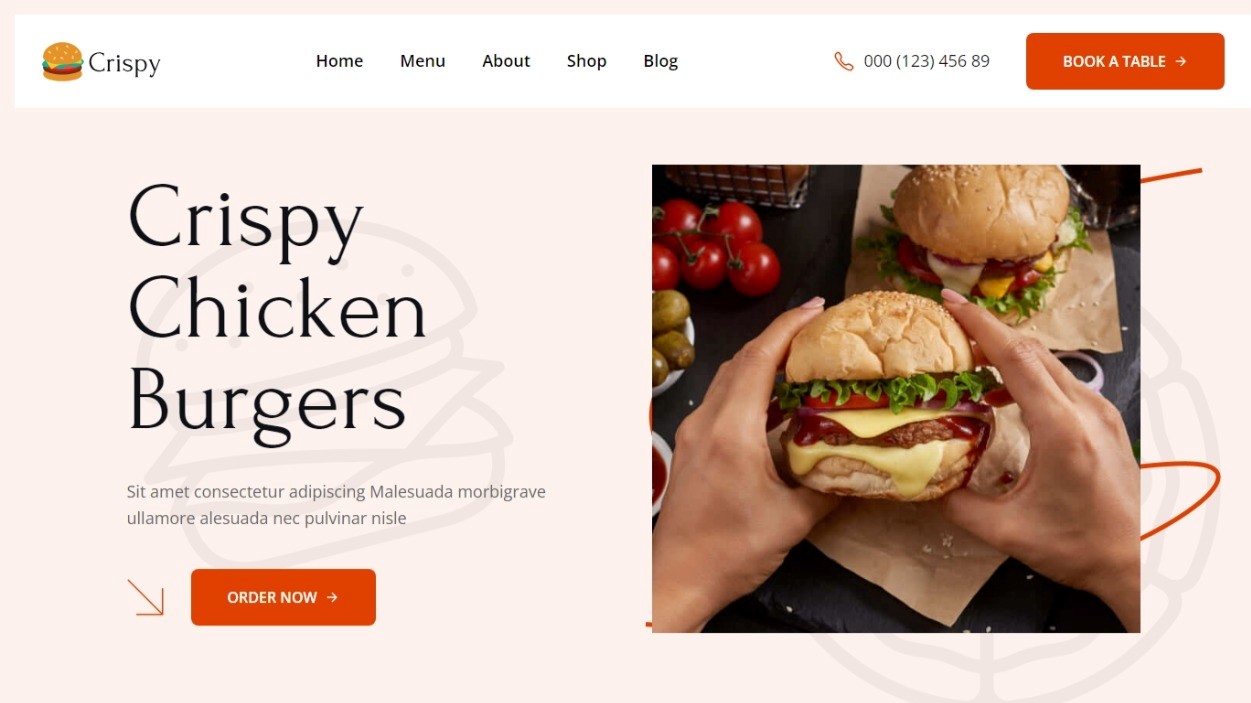 Crispy
Home Menu About Shop Blog
000 (123) 456 89
BOOK A TABLE →
Crispy
Chicken
Burgers
Sit amet consectetur adipiscing Malesuada morbigrave
ullamore alesuada nec pulvinar nisle
ORDER NOW →